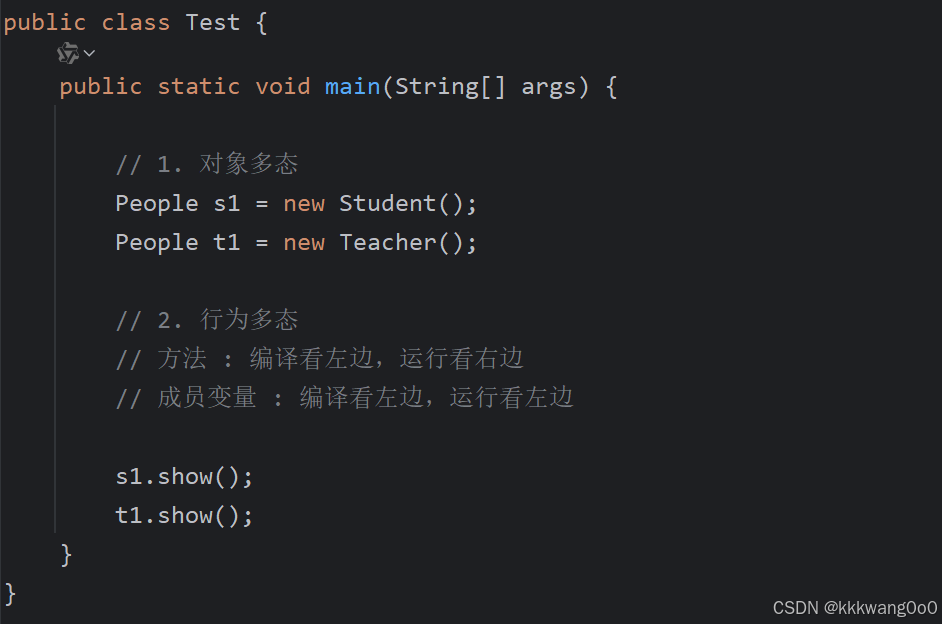 public class Test {
public static void main(String[] args) {
// 1. 对象多态
People s1 = new Student();
People t1 = new Teacher();
// 2. 行为多态
// 方法 : 编译看左边，运行看右边
// 成员变量 : 编译看左边，运行看左边
s1.show();
t1.show();
}
}
CSDN @kkkwang0o0